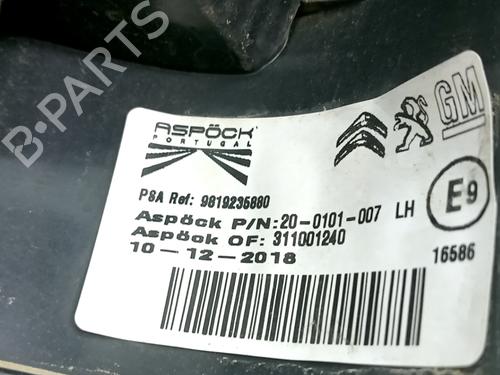 B-PARTS
ASPÖCK
PORTUGAL
GM
PSA Ref: 9819235880
Aspöck P/N:20-0101-007 LH
E9
Aspöck OF: 311001240
10-12-2018
16586